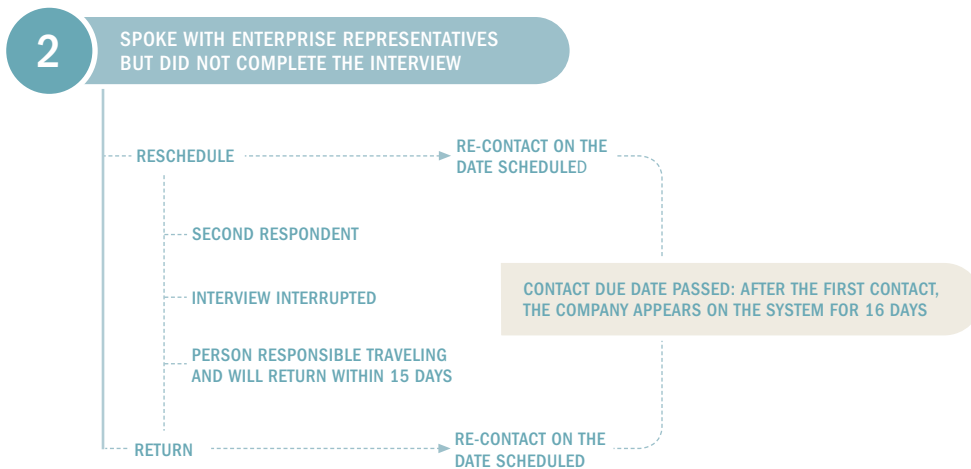 2
SPOKE WITH ENTERPRISE REPRESENTATIVES
BUT DID NOT COMPLETE THE INTERVIEW
RESCHEDULE
RE-CONTACT ON THE
DATE SCHEDULED
SECOND RESPONDENT
INTERVIEW INTERRUPTED
CONTACT DUE DATE PASSED: AFTER THE FIRST CONTACT,
THE COMPANY APPEARS ON THE SYSTEM FOR 16 DAYS
PERSON RESPONSIBLE TRAVELING
AND WILL RETURN WITHIN 15 DAYS
RETURN
RE-CONTACT ON THE
DATE SCHEDULED